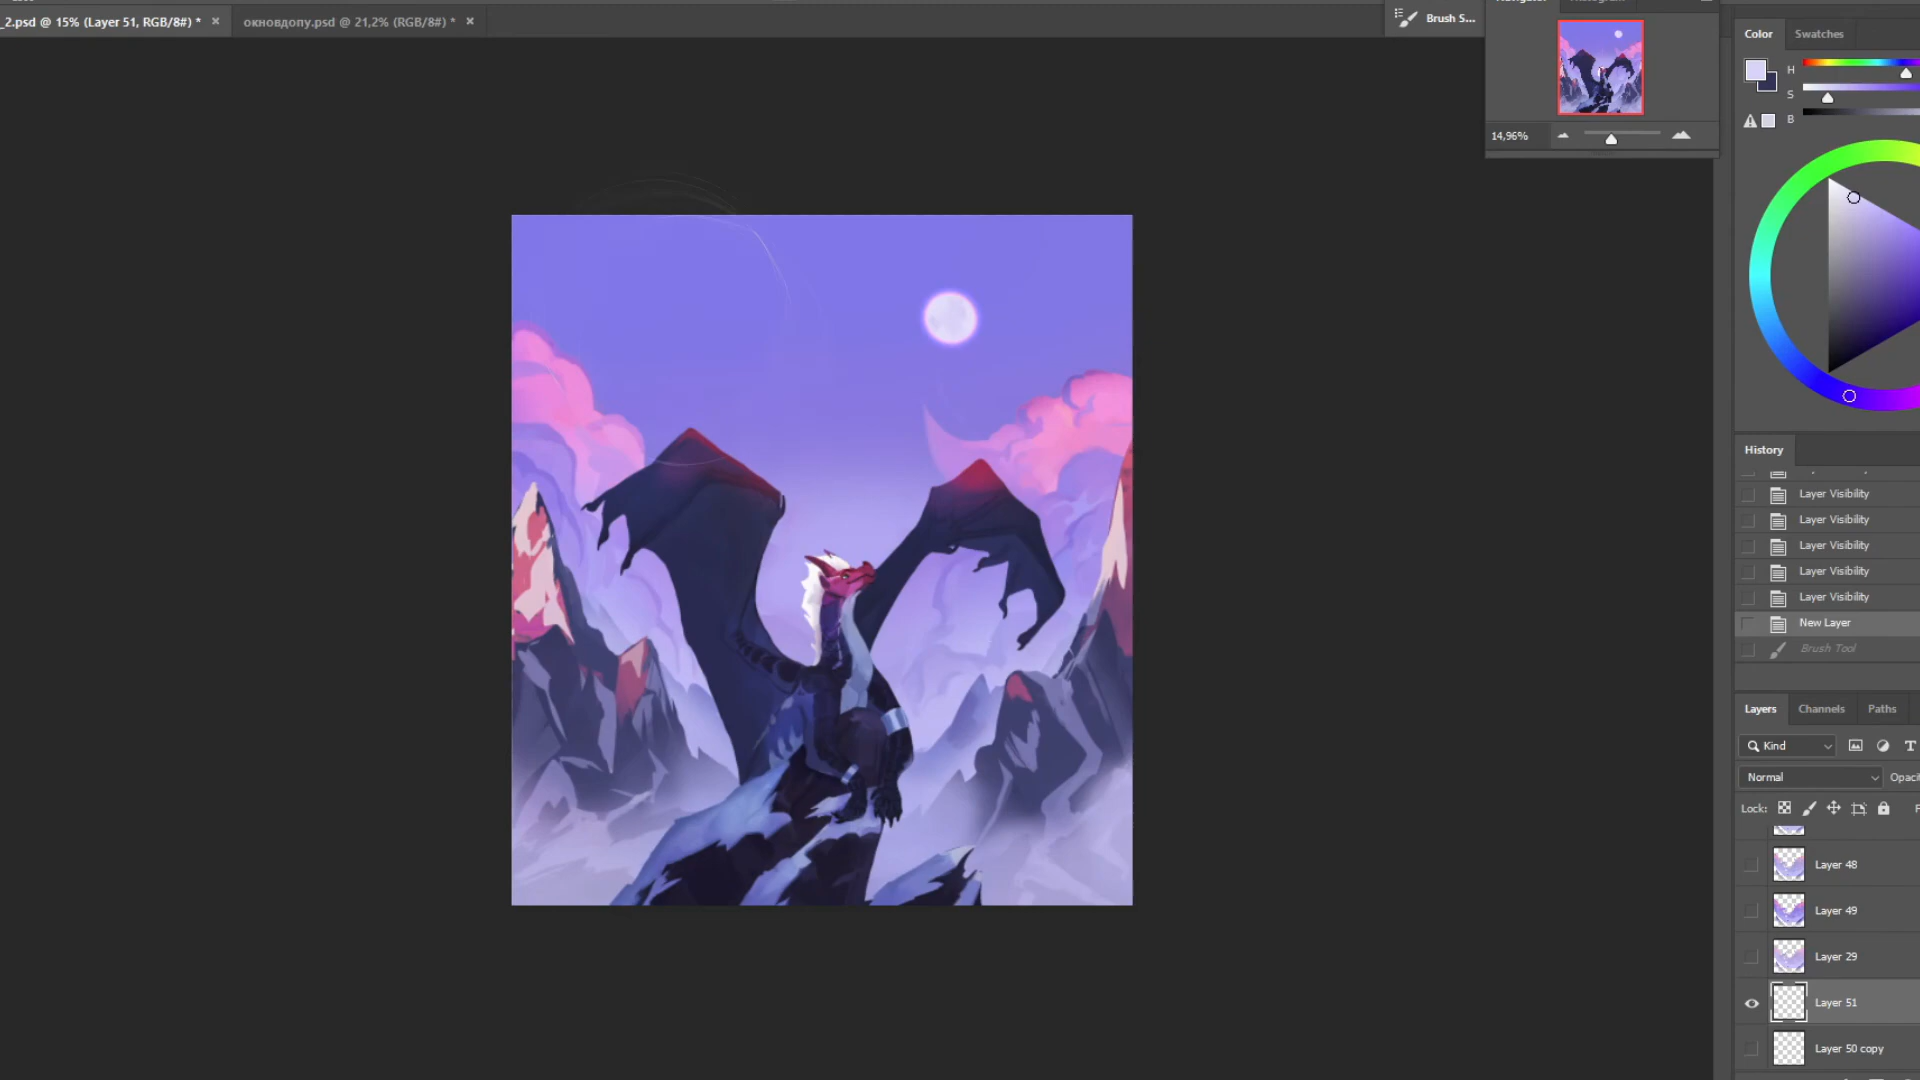 _2.psd @ 15% (Layer 51, RGB/8#) *
окновдопу.psd @ 21,2% (RGB/8#) *
Brush S...
14,96%
Color
Swatches
H
S
B
History
Layer Visibility
Layer Visibility
Layer Visibility
Layer Visibility
Layer Visibility
New Layer
Brush Tool
Layers
Channels
Paths
Kind
Normal
Opaci
Lock:
Layer 48
Layer 49
Layer 29
Layer 51
Layer 50 copy